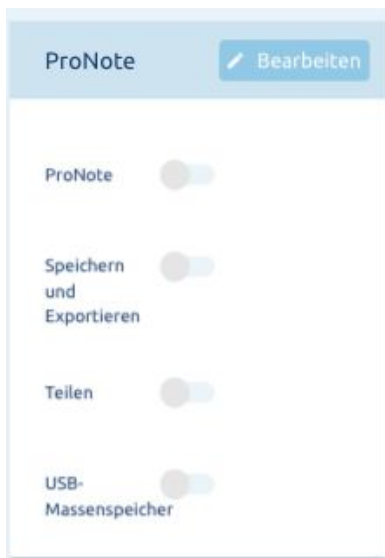 ProNote
Bearbeiten
ProNote
Speichern
und
Exportieren
Teilen
USB-
Massenspeicher